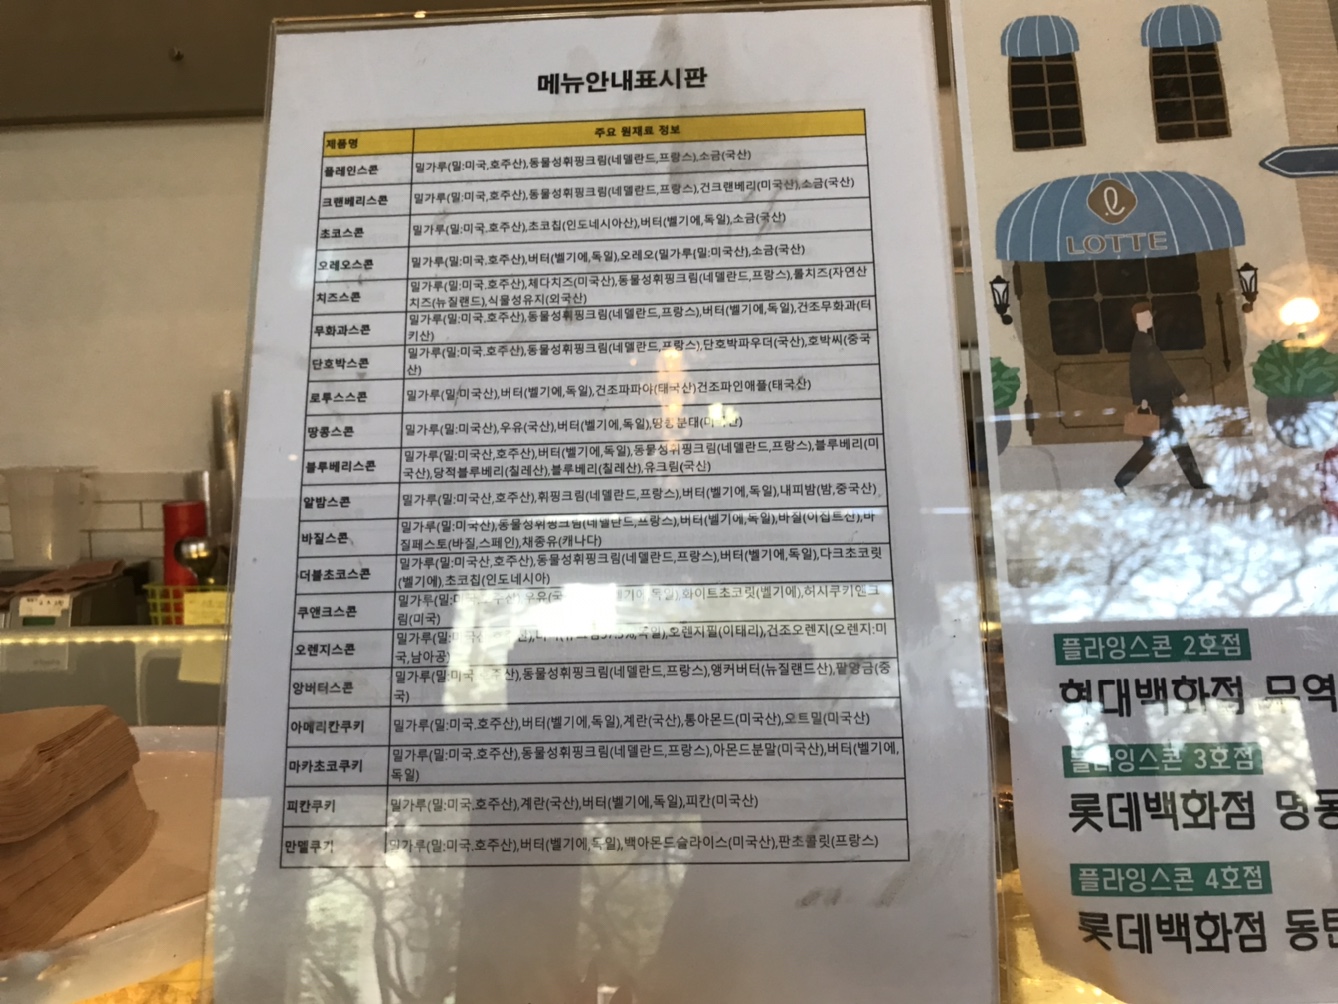 메뉴안내표시판
제품명 주요 원재료 정보
플레인스콘 밀가루(밀:미국,호주산),동물성휘핑크림(네델란드,프랑스),소금(국산)
크랜베리스콘 밀가루(밀:미국,호주산),동물성휘핑크림(네델란드,프랑스),건크랜베리(미국산),소금(국산)
초코스콘 밀가루(밀:미국,호주산),초코칩(인도네시아산),버터(벨기에,독일),소금(국산)
오레오스콘 밀가루(밀:미국,호주산),버터(벨기에,독일),오레오(밀가루(밀:미국산),소금(국산)
치즈스콘 밀가루(밀:미국,호주산),체다치즈(미국산),동물성휘핑크림(네델란드,프랑스),롤치즈(자연산
치즈(뉴질랜드),식물성유지(외국산)
무화과스콘 밀가루(밀:미국,호주산),동물성휘핑크림(네델란드,프랑스),버터(벨기에,독일),건조무화과(터
키산)
단호박스콘 밀가루(밀:미국,호주산),동물성휘핑크림(네델란드,프랑스),단호박파우더(국산),호박씨(중국
산)
로투스스콘 밀가루(밀:미국산),버터(벨기에,독일),건조파파야(태국산)건조파인애플(태국산)
땅콩스콘 밀가루(밀:미국산),우유(국산),버터(벨기에,독일),땅콩분태(미국산)
블루베리스콘 밀가루(밀:미국산,호주산),버터(벨기에,독일),동물성휘핑크림(네델란드,프랑스),블루베리(미
국산),당적블루베리(칠레산),블루베리(칠레산),유크림(국신)
알밤스콘 밀가루(밀:미국산,호주산),휘핑크림(네델란드,프랑스),버터(벨기에,독일),내피밤(밤,중국산)
바질스콘 밀가루(밀:미국산),동물성휘핑크림(네델란드,프랑스),버터(벨기에,독일),바질(이집트산),바
질페스토(바질,스페인),채종유(캐나다)
더블초코스콘 밀가루(밀:미국산,호주산),동물성휘핑크림(네델란드,프랑스),버터(벨기에,독일),다크초코릿
(벨기에),초코칩(인도네시아)
쿠앤크스콘 밀가루(밀:미국,호주산),화이트초코릿(벨기에),허시쿠키앤크
림(미국)
오렌지스콘 오렌지필(이태리),건조오렌지(오렌지:미
국,남아공)
앙버터스콘 밀가루(밀:미국,호주산),동물성휘핑크림(네델란드,프랑스),앵커버터(뉴질랜드산),팥앙금(중
국)
아메리칸쿠키 밀가루(밀:미국,호주산),버터(벨기에,독일),계란(국산),통아몬드(미국산),오트밀(미국산)
마카초코쿠키 밀가루(밀:미국,호주산),동물성휘핑크림(네델란드,프랑스),아몬드분말(미국산),버터(벨기에,
독일)
피칸쿠키 밀가루(밀:미국,호주산),계란(국산),버터(벨기에,독일),피칸(미국산)
만델쿠키 밀가루(밀:미국,호주산),버터(벨기에,독일),백아몬드슬라이스(미국산),판초콜릿(프랑스)
LOTTE
플라잉스콘 2호점
현대백화점 무역
플라잉스콘 3호점
롯데백화점 명동
플라잉스콘 4호점
롯데백화점 동탄